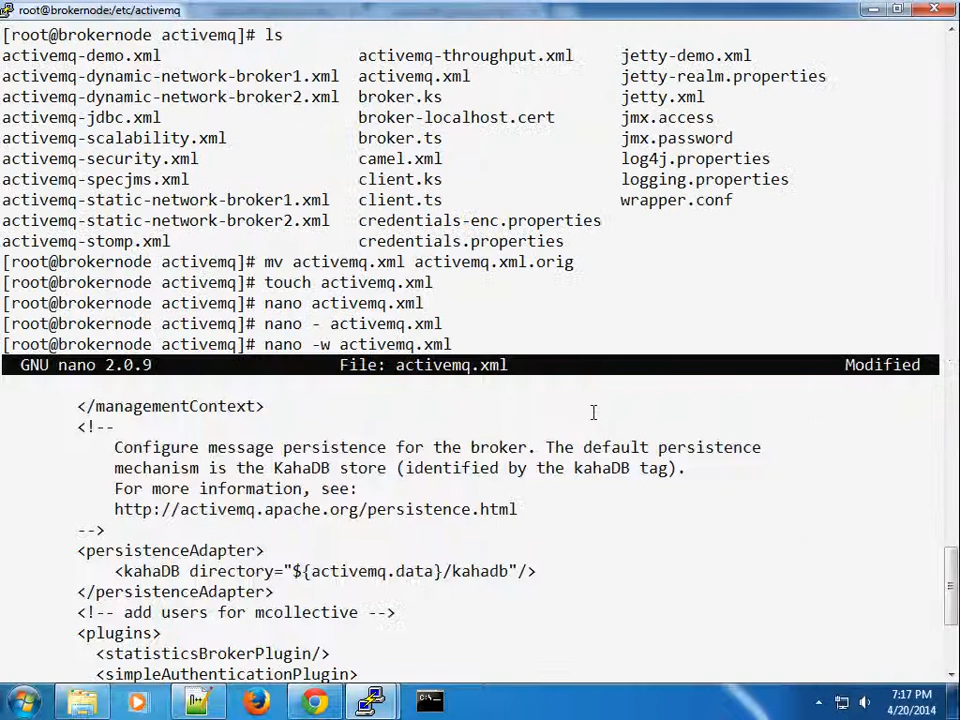 root@brokernode:/etc/activemq
[root@brokernode activemq]# ls
activemq-demo.xml activemq-throughput.xml jetty-demo.xml
activemq-dynamic-network-broker1.xml activemq.xml jetty-realm.properties
activemq-dynamic-network-broker2.xml broker.ks jetty.xml
activemq-jdbc.xml broker-localhost.cert jmx.access
activemq-scalability.xml broker.ts jmx.password
activemq-security.xml camel.xml log4j.properties
activemq-specjms.xml client.ks logging.properties
activemq-static-network-broker1.xml client.ts wrapper.conf
activemq-static-network-broker2.xml credentials-enc.properties
activemq-stomp.xml credentials.properties
[root@brokernode activemq]# mv activemq.xml activemq.xml.orig
[root@brokernode activemq]# touch activemq.xml
[root@brokernode activemq]# nano activemq.xml
[root@brokernode activemq]# nano - activemq.xml
[root@brokernode activemq]# nano -w activemq.xml
GNU nano 2.0.9 File: activemq.xml Modified
</managementContext>
<!--
Configure message persistence for the broker. The default persistence
mechanism is the KahaDB store (identified by the kahaDB tag).
For more information, see:
http://activemq.apache.org/persistence.html
-->
<persistenceAdapter>
<kahaDB directory="${activemq.data}/kahadb"/>
</persistenceAdapter>
<!-- add users for mcollective -->
<plugins>
<statisticsBrokerPlugin/>
<simpleAuthenticationPlugin>
7:17 PM
4/20/2014